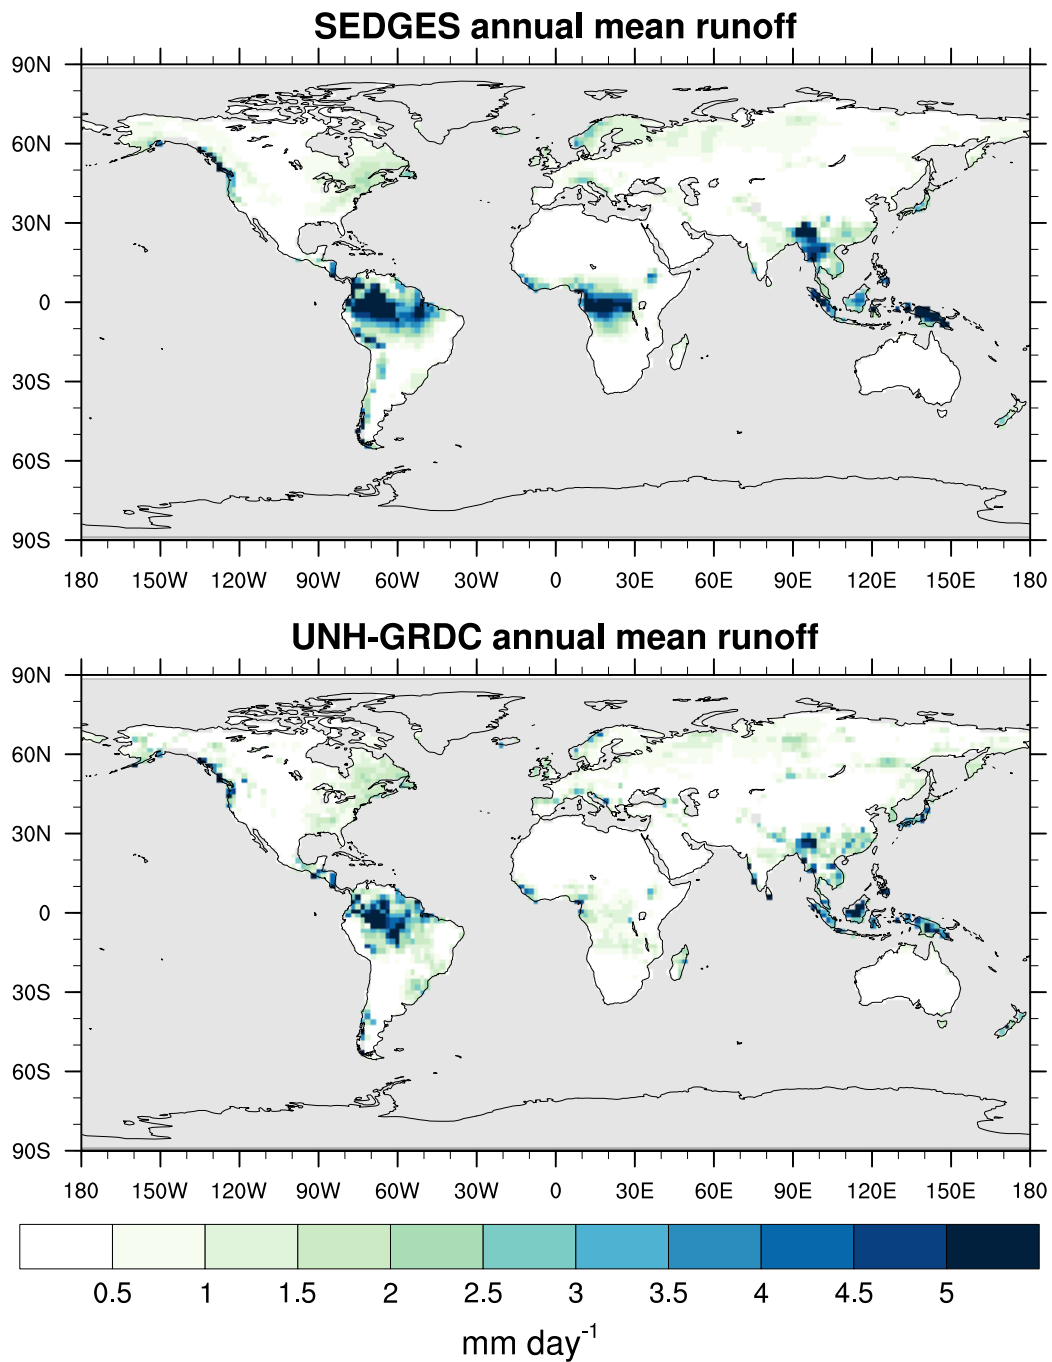 SEDGES annual mean runoff
90N
60N
30N
0
30S
60S
90S
180 150W 120W 90W 60W 30W 0 30E 60E 90E 120E 150E 180
UNH-GRDC annual mean runoff
90N
60N
30N
0
30S
60S
90S
180 150W 120W 90W 60W 30W 0 30E 60E 90E 120E 150E 180
0.5 1 1.5 2 2.5 3 3.5 4 4.5 5
mm day⁻¹